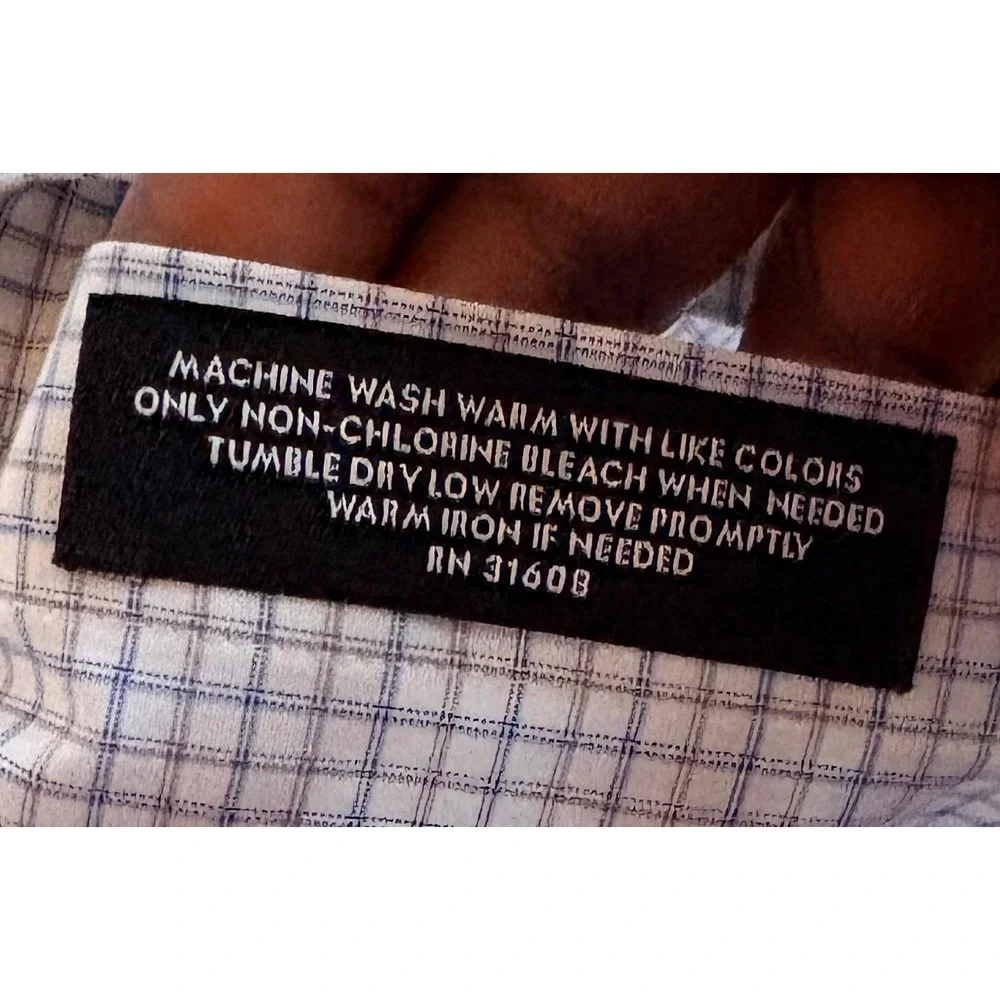 MACHINE WASH WARM WITH LIKE COLORS
ONLY NON-CHLORINE BLEACH WHEN NEEDED
TUMBLE DRY LOW REMOVE PROMPTLY
WARM IRON IF NEEDED
RN 31608